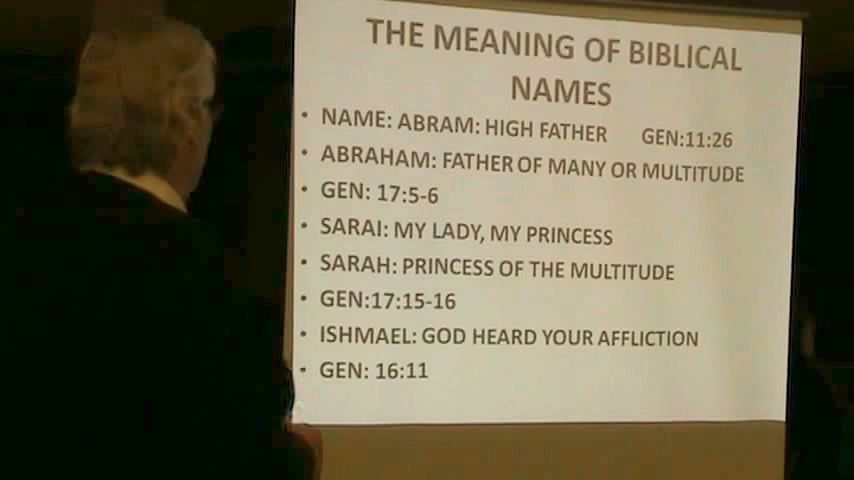 THE MEANING OF BIBLICAL
NAMES
• NAME: ABRAM: HIGH FATHER GEN:11:26
• ABRAHAM: FATHER OF MANY OR MULTITUDE
• GEN: 17:5-6
• SARAI: MY LADY, MY PRINCESS
• SARAH: PRINCESS OF THE MULTITUDE
• GEN:17:15-16
• ISHMAEL: GOD HEARD YOUR AFFLICTION
• GEN: 16:11